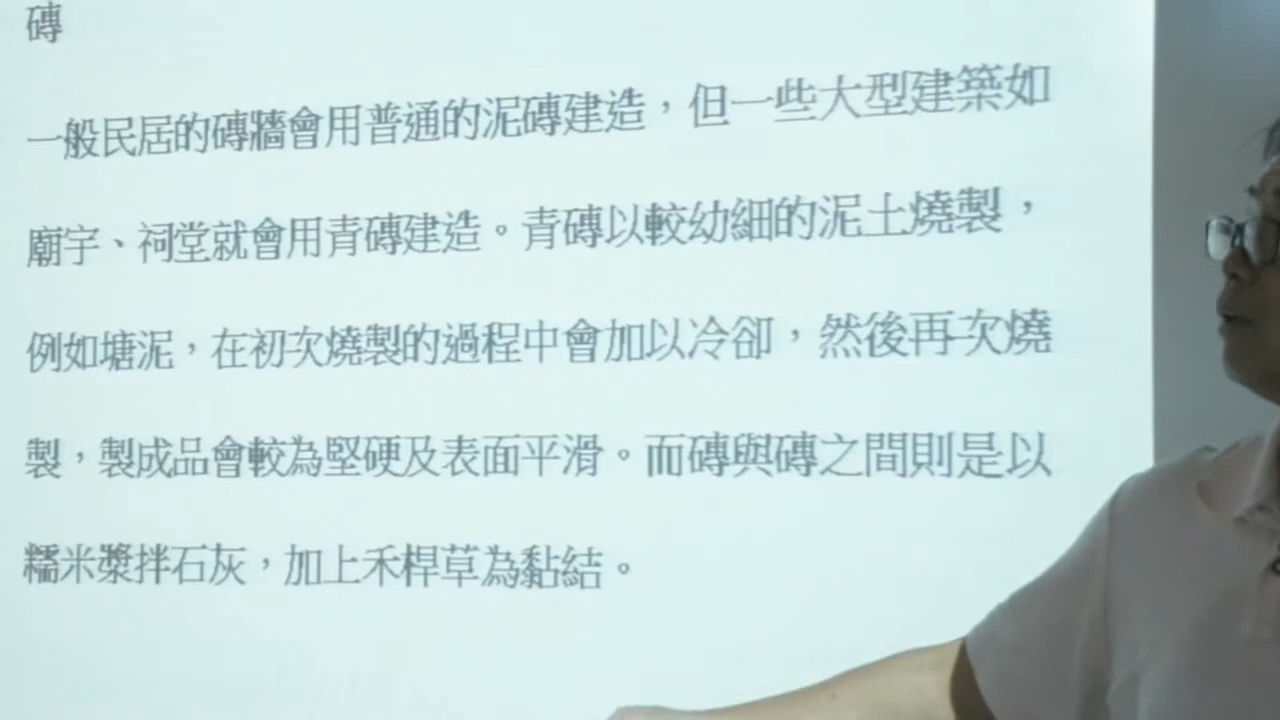 磚
一般民居的磚牆會用普通的泥磚建造，但一些大型建築如
廟宇、祠堂就會用青磚建造。青磚以較幼細的泥土燒製，
例如塘泥，在初次燒製的過程中會加以冷卻，然後再次燒
製，製成品會較為堅硬及表面平滑。而磚與磚之間則是以
糯米漿拌石灰，加上禾桿草為黏結。